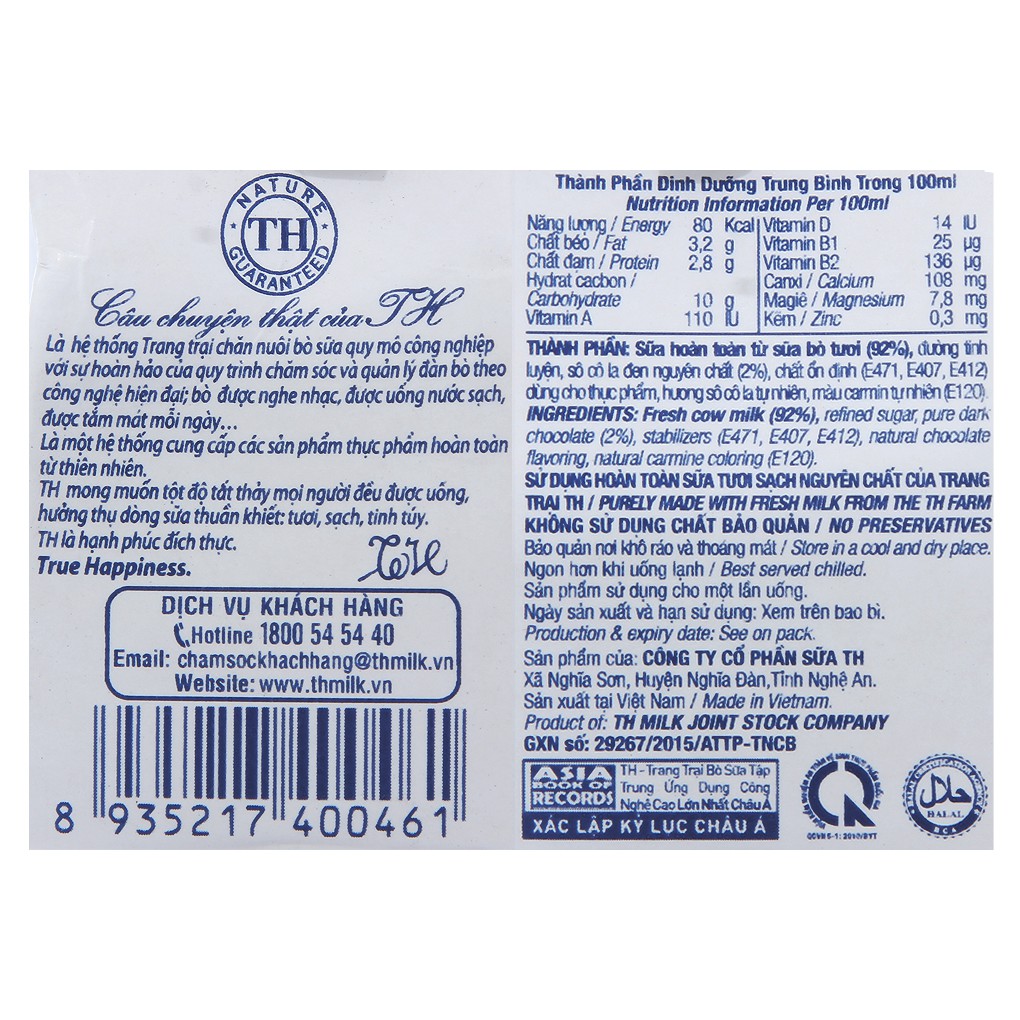 NATURE
TH
GUARANTEED
Câu chuyện thật của TH
Là hệ thống Trang trại chăn nuôi bò sữa quy mô công nghiệp
với sự hoàn hảo của quy trình chăm sóc và quản lý đàn bò theo
công nghệ hiện đại; bò được nghe nhạc, được uống nước sạch,
được tắm mát mỗi ngày...
Là một hệ thống cung cấp các sản phẩm thực phẩm hoàn toàn
từ thiên nhiên.
TH mong muốn tột độ tất thảy mọi người đều được uống,
hưởng thụ dòng sữa thuần khiết: tươi, sạch, tinh túy.
TH là hạnh phúc đích thực.
True Happiness.
TH
DỊCH VỤ KHÁCH HÀNG
Hotline 1800 54 54 40
Email: chamsockhachhang@thmilk.vn
Website: www.thmilk.vn
8 935217 400461
Thành Phần Dinh Dưỡng Trung Bình Trong 100ml
Nutrition Information Per 100ml
Năng lượng / Energy 80 Kcal
Chất béo / Fat 3,2 g
Chất đạm / Protein 2,8 g
Hydrat cacbon /
Carbohydrate 10 g
Vitamin A 110 IU
Vitamin D 14 IU
Vitamin B1 25 µg
Vitamin B2 136 µg
Canxi / Calcium 108 mg
Magiê / Magnesium 7,8 mg
Kẽm / Zinc 0,3 mg
THÀNH PHẦN: Sữa hoàn toàn từ sữa bò tươi (92%), đường tinh
luyện, sô cô la đen nguyên chất (2%), chất ổn định (E471, E407, E412)
dùng cho thực phẩm, hương sô cô la tự nhiên, màu carmin tự nhiên (E120).
INGREDIENTS: Fresh cow milk (92%), refined sugar, pure dark
chocolate (2%), stabilizers (E471, E407, E412), natural chocolate
flavoring, natural carmine coloring (E120).
SỬ DỤNG HOÀN TOÀN SỮA TƯƠI SẠCH NGUYÊN CHẤT CỦA TRANG
TRẠI TH / PURELY MADE WITH FRESH MILK FROM THE TH FARM
KHÔNG SỬ DỤNG CHẤT BẢO QUẢN / NO PRESERVATIVES
Bảo quản nơi khô ráo và thoáng mát / Store in a cool and dry place.
Ngon hơn khi uống lạnh / Best served chilled.
Sản phẩm sử dụng cho một lần uống.
Ngày sản xuất và hạn sử dụng: Xem trên bao bì.
Production & expiry date: See on pack.
Sản phẩm của: CÔNG TY CỔ PHẦN SỮA TH
Xã Nghĩa Sơn, Huyện Nghĩa Đàn, Tỉnh Nghệ An.
Sản xuất tại Việt Nam / Made in Vietnam.
Product of: TH MILK JOINT STOCK COMPANY
GXN số: 29267/2015/ATTP-TNCB
ASIA
BOOK OF
RECORDS
TH - Trang Trại Bò Sữa Tập
Trung Ứng Dụng Công
Nghệ Cao Lớn Nhất Châu Á
XÁC LẬP KỶ LỤC CHÂU Á
QCVN 5-1: 2010/BYT
حلال
HALAL
HCA